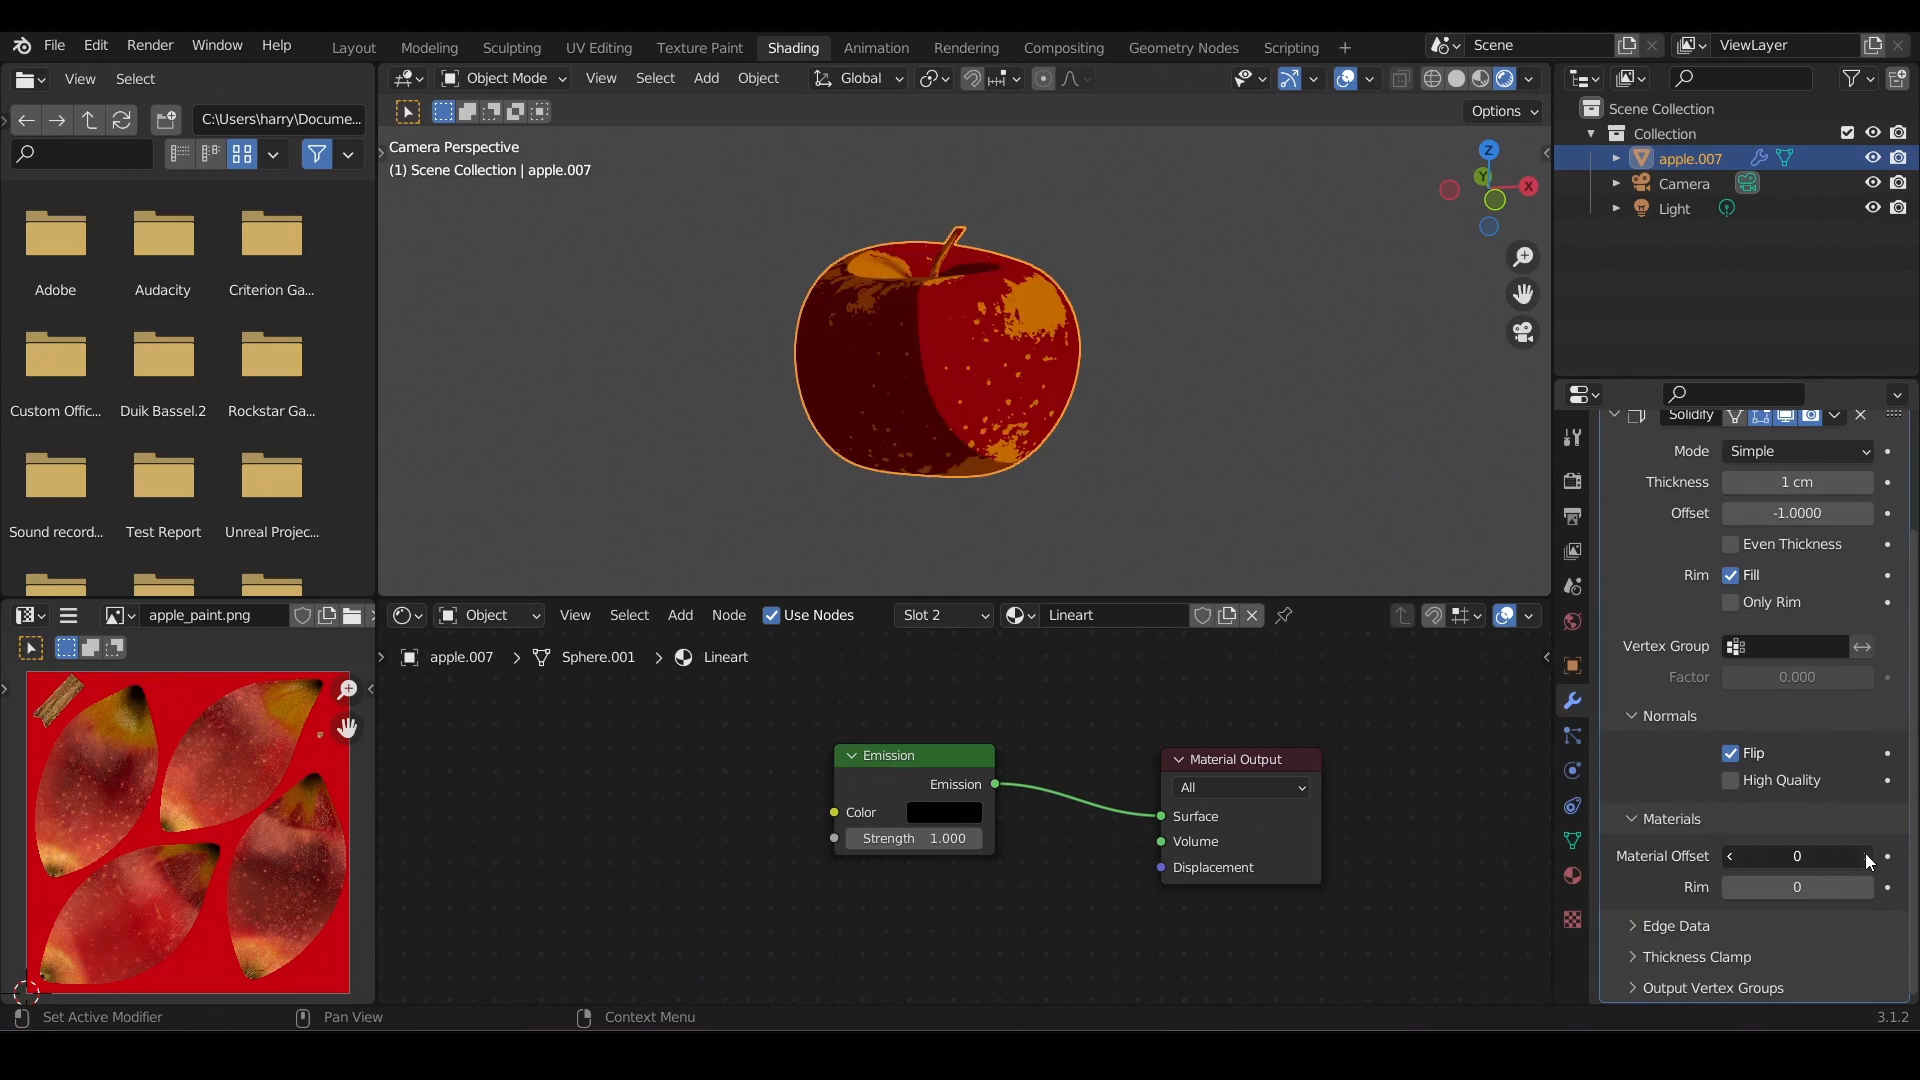 File Edit Render Window Help Layout Modeling Sculpting UV Editing Texture Paint Shading Animation Rendering Compositing Geometry Nodes Scripting + Scene ViewLayer
View Select
Object Mode View Select Add Object Global
C:\Users\harry\Docume...
Options
Camera Perspective
(1) Scene Collection | apple.007
Z
Y
X
Adobe Audacity Criterion Ga...
Custom Offic... Duik Bassel.2 Rockstar Ga...
Sound record... Test Report Unreal Projec...
Scene Collection
Collection
apple.007
Camera
Light
Solidify
Mode Simple
Thickness 1 cm
Offset -1.0000
Even Thickness
Rim Fill
Only Rim
Vertex Group
Factor 0.000
Normals
Flip
High Quality
Materials
Material Offset 0
Rim 0
Edge Data
Thickness Clamp
Output Vertex Groups
apple_paint.png
Object View Select Add Node Use Nodes Slot 2 Lineart
apple.007 > Sphere.001 > Lineart
Emission
Emission
Color
Strength 1.000
Material Output
All
Surface
Volume
Displacement
Set Active Modifier Pan View Context Menu 3.1.2